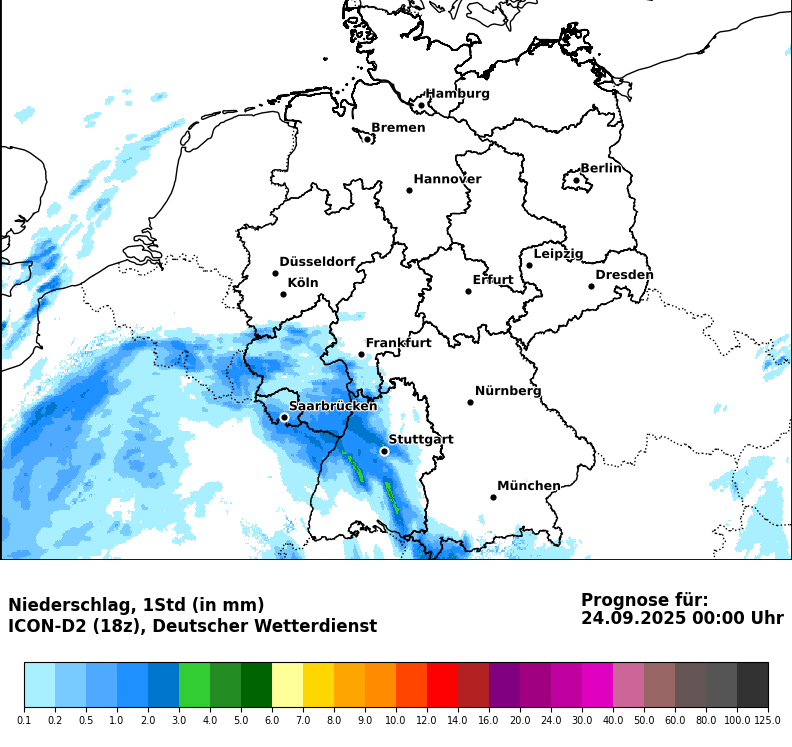 Hamburg
Bremen
Berlin
Hannover
Düsseldorf
Leipzig
Köln
Erfurt
Dresden
Frankfurt
Nürnberg
Saarbrücken
Stuttgart
München
Niederschlag, 1Std (in mm)
ICON-D2 (18z), Deutscher Wetterdienst
Prognose für:
24.09.2025 00:00 Uhr
0.1 0.2 0.5 1.0 2.0 3.0 4.0 5.0 6.0 7.0 8.0 9.0 10.0 12.0 14.0 16.0 20.0 24.0 30.0 40.0 50.0 60.0 80.0 100.0 125.0